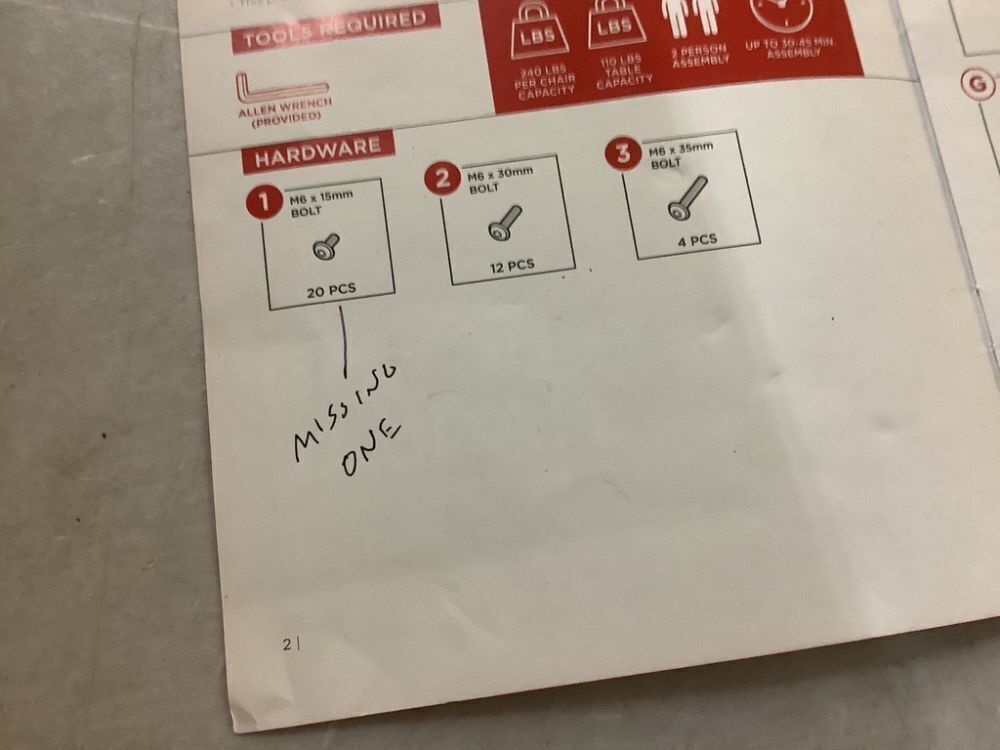 TOOLS REQUIRED
ALLEN WRENCH
(PROVIDED)
LBS
240 LBS
PER CHAIR
CAPACITY
LBS
110 LBS
TABLE
CAPACITY
2 PERSON
ASSEMBLY
UP TO 30-45 MIN.
ASSEMBLY
G
HARDWARE
1
M6 x 15mm
BOLT
20 PCS
2
M6 x 30mm
BOLT
12 PCS
3
M6 x 35mm
BOLT
4 PCS
MISSING
ONE
2 |